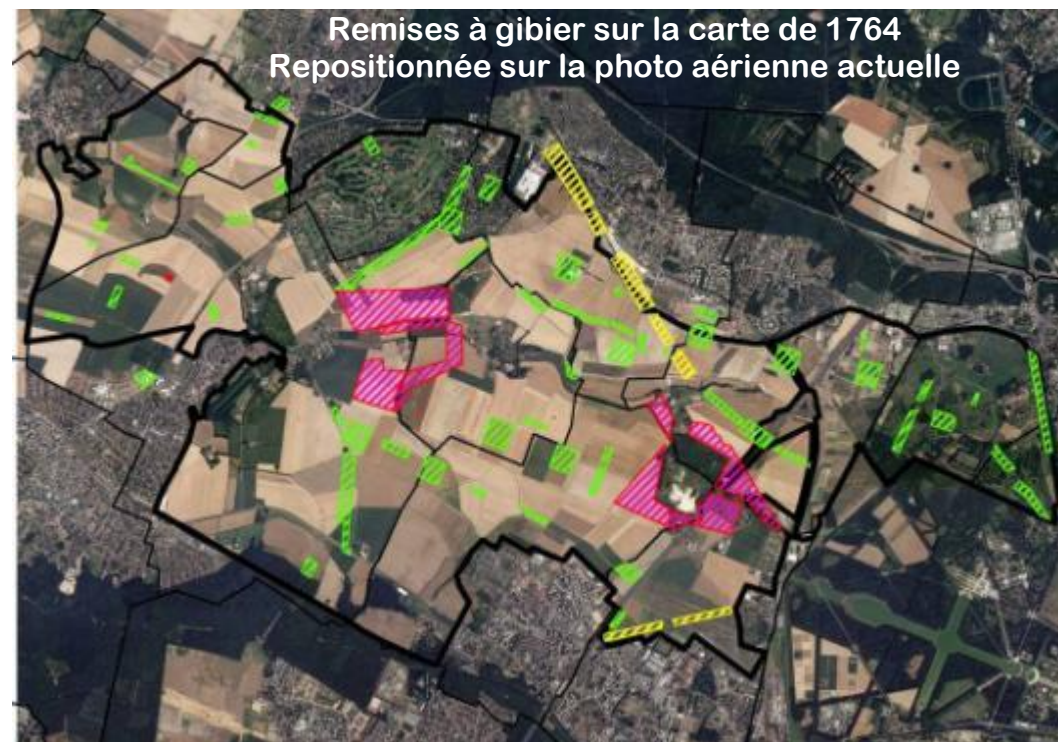 Remises à gibier sur la carte de 1764
Repositionnée sur la photo aérienne actuelle